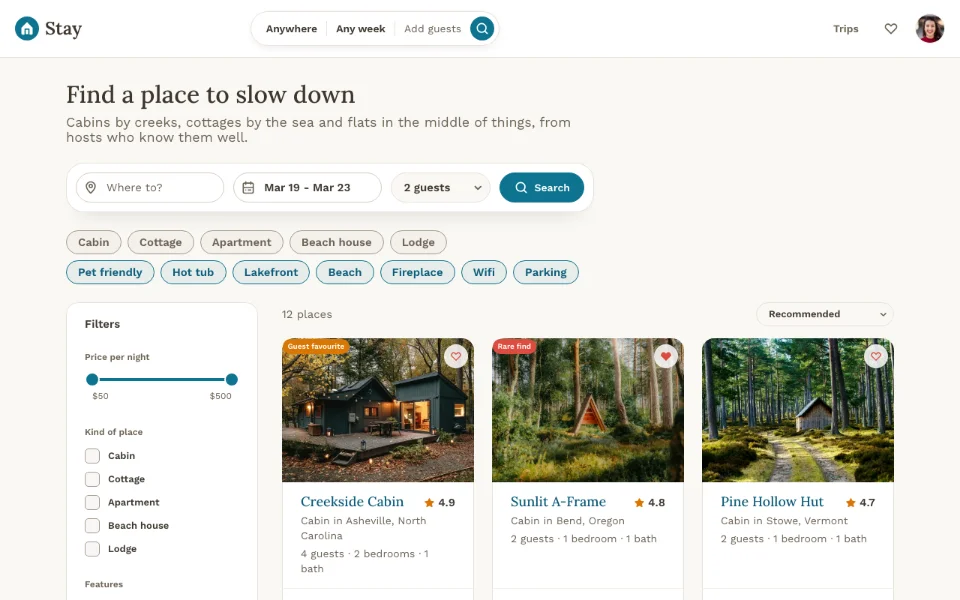 Stay
Anywhere
Any week
Add guests
Trips
Find a place to slow down
Cabins by creeks, cottages by the sea and flats in the middle of things, from
hosts who know them well.
Where to?
Mar 19 - Mar 23
2 guests
Search
Cabin
Cottage
Apartment
Beach house
Lodge
Pet friendly
Hot tub
Lakefront
Beach
Fireplace
Wifi
Parking
Filters
Price per night
$50
$500
Kind of place
Cabin
Cottage
Apartment
Beach house
Lodge
Features
12 places
Recommended
Guest favourite
Creekside Cabin
4.9
Cabin in Asheville, North
Carolina
4 guests · 2 bedrooms · 1
bath
Rare find
Sunlit A-Frame
4.8
Cabin in Bend, Oregon
2 guests · 1 bedroom · 1 bath
Pine Hollow Hut
4.7
Cabin in Stowe, Vermont
2 guests · 1 bedroom · 1 bath